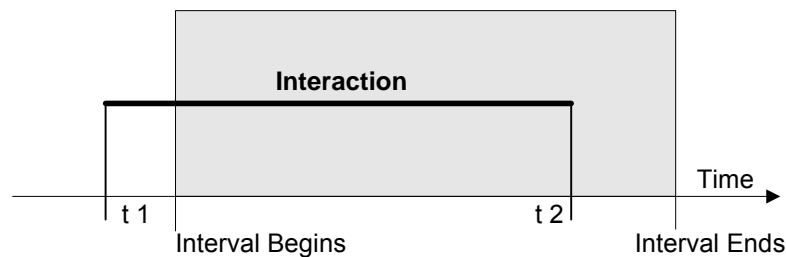 Interaction
Time
t 1
t 2
Interval Begins
Interval Ends